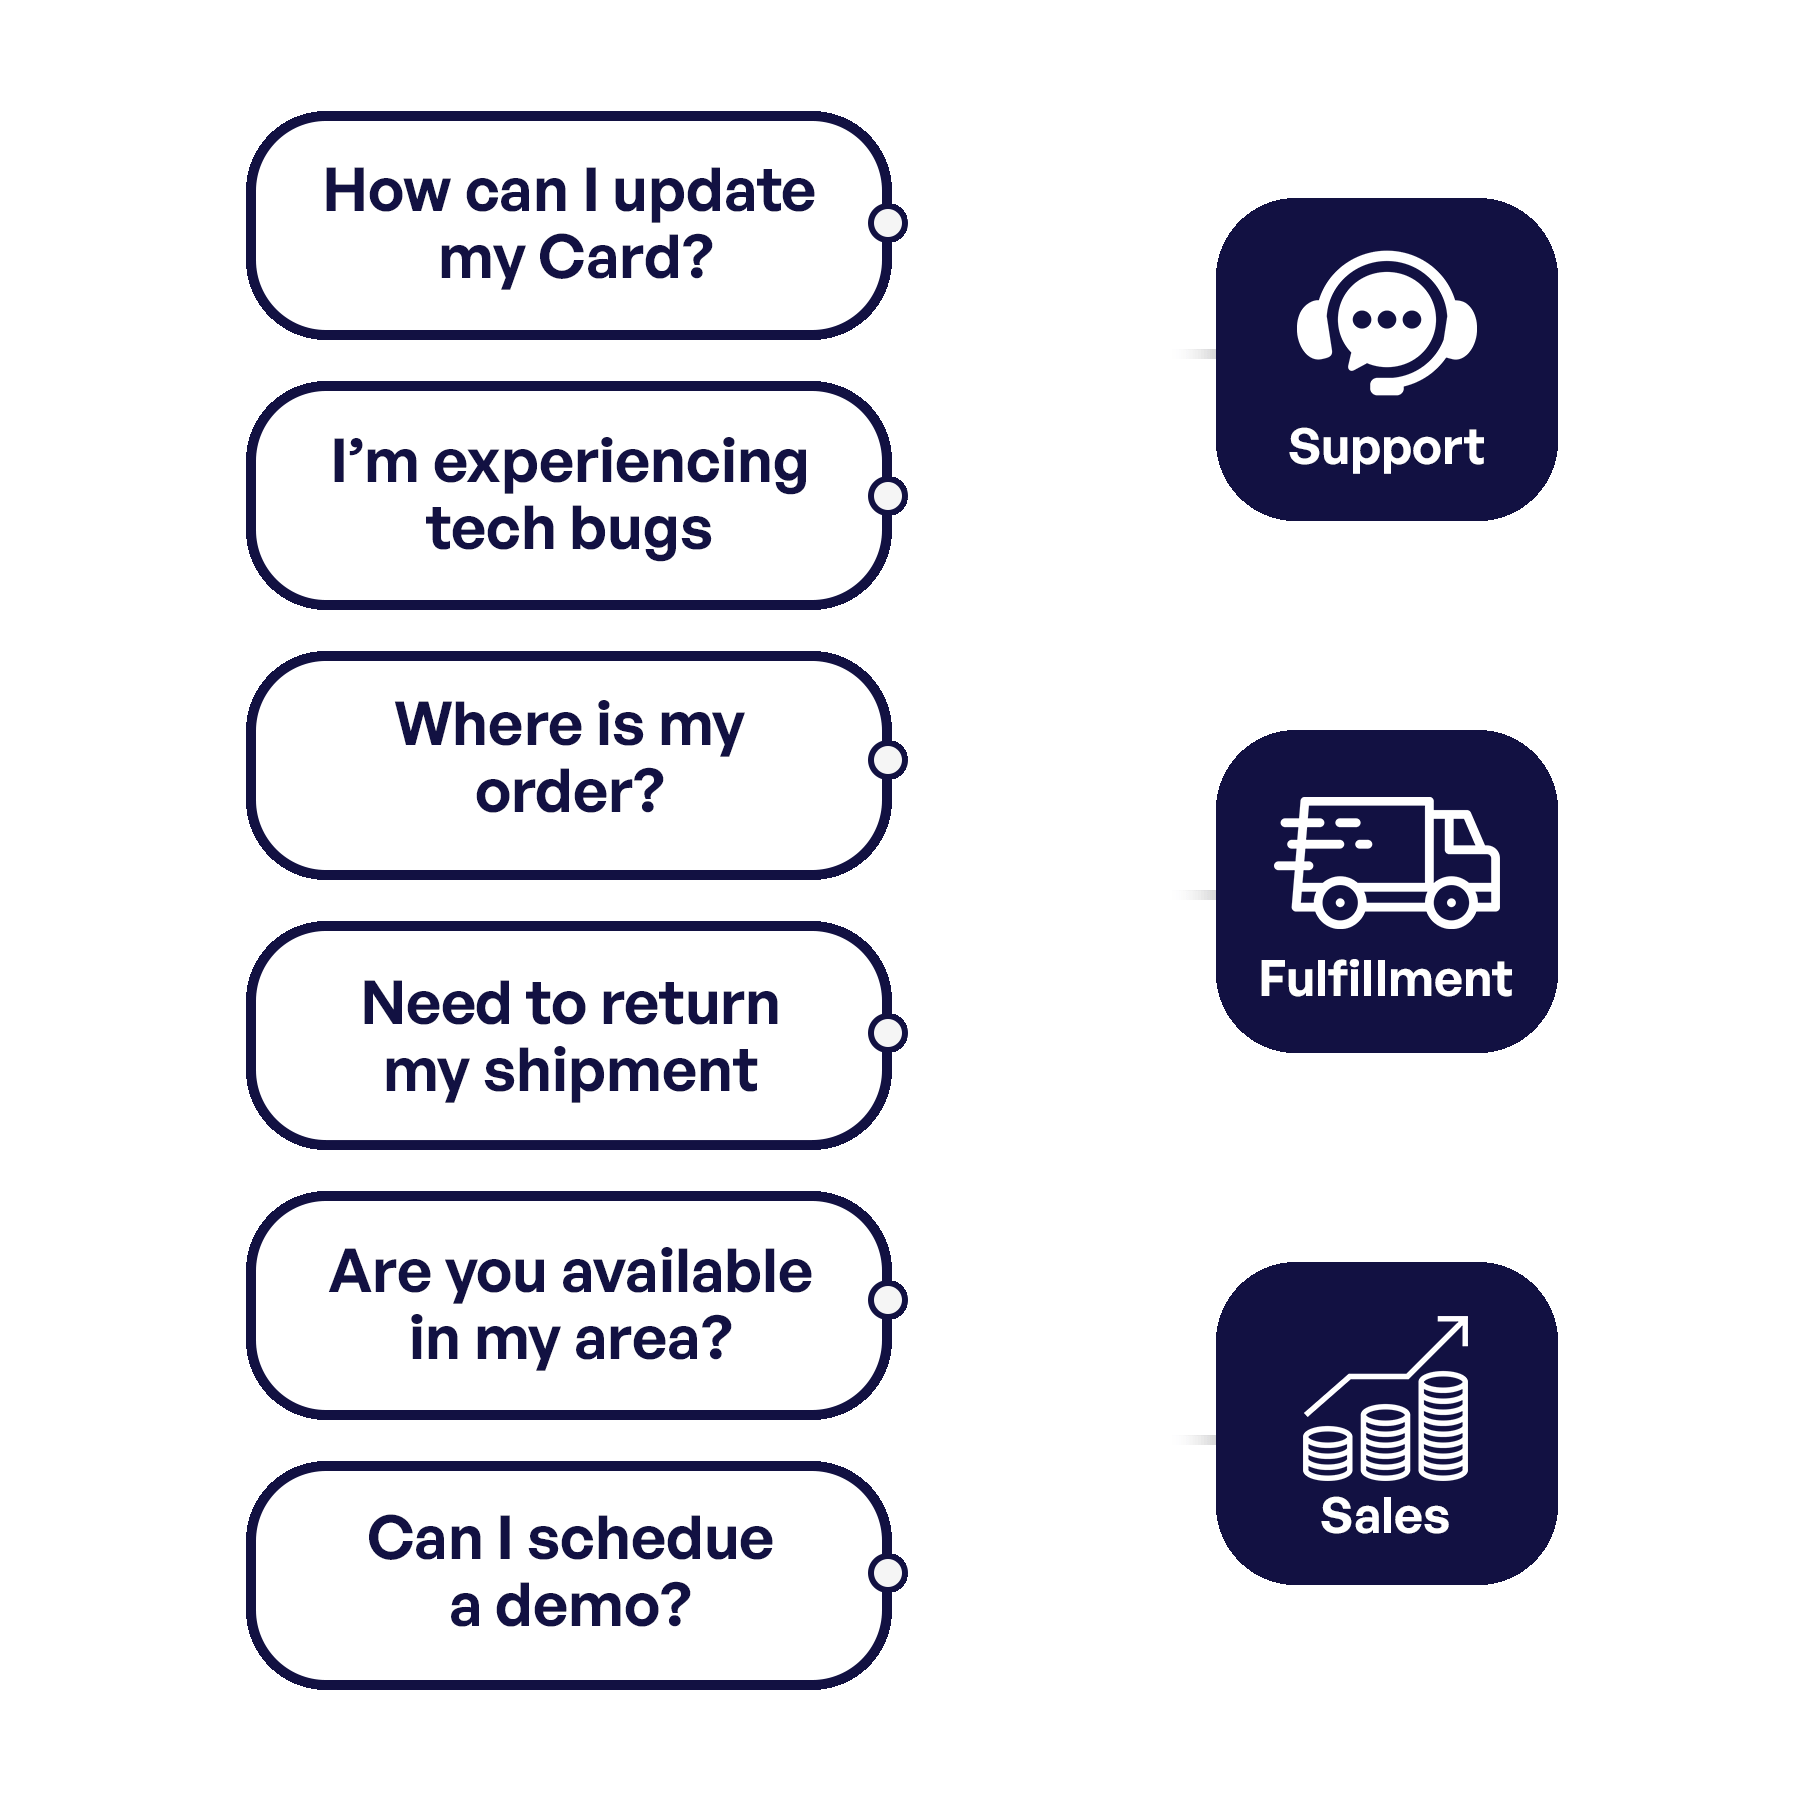 How can I update
my Card?
I’m experiencing
tech bugs
Where is my
order?
Need to return
my shipment
Are you available
in my area?
Can I schedue
a demo?
Support
Fulfillment
Sales